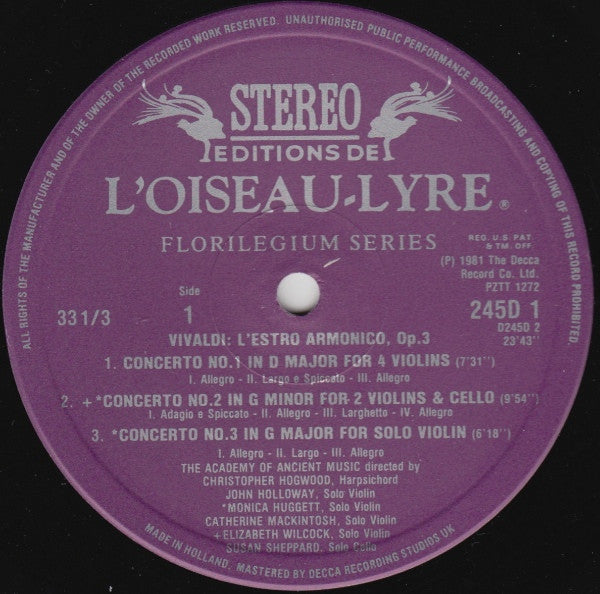 ALL RIGHTS OF THE MANUFACTURER AND OF THE OWNER OF THE RECORDED WORK RESERVED. UNAUTHORISED PUBLIC PERFORMANCE BROADCASTING AND COPYING OF THIS RECORD PROHIBITED.
STEREO
EDITIONS DE
L'OISEAU-LYRE®
FLORILEGIUM SERIES
REG. U.S. PAT
& TM. OFF.
(P) 1981 The Decca
Record Co. Ltd.
PZTT 1272
33 1/3
Side
1
245D 1
D245D 2
23'43''
VIVALDI: L'ESTRO ARMONICO, Op.3
1. CONCERTO NO.1 IN D MAJOR FOR 4 VIOLINS (7'31'')
I. Allegro - II. Largo e Spiccato - III. Allegro
2. +*CONCERTO NO.2 IN G MINOR FOR 2 VIOLINS & CELLO (9'54'')
I. Adagio e Spiccato - II. Allegro - III. Larghetto - IV. Allegro
3. *CONCERTO NO.3 IN G MAJOR FOR SOLO VIOLIN (6'18'')
I. Allegro - II. Largo - III. Allegro
THE ACADEMY OF ANCIENT MUSIC directed by
CHRISTOPHER HOGWOOD, Harpsichord
JOHN HOLLOWAY, Solo Violin
*MONICA HUGGETT, Solo Violin
CATHERINE MACKINTOSH, Solo Violin
+ELIZABETH WILCOCK, Solo Violin
SUSAN SHEPPARD, Solo Cello
MADE IN HOLLAND. MASTERED BY DECCA RECORDING STUDIOS UK